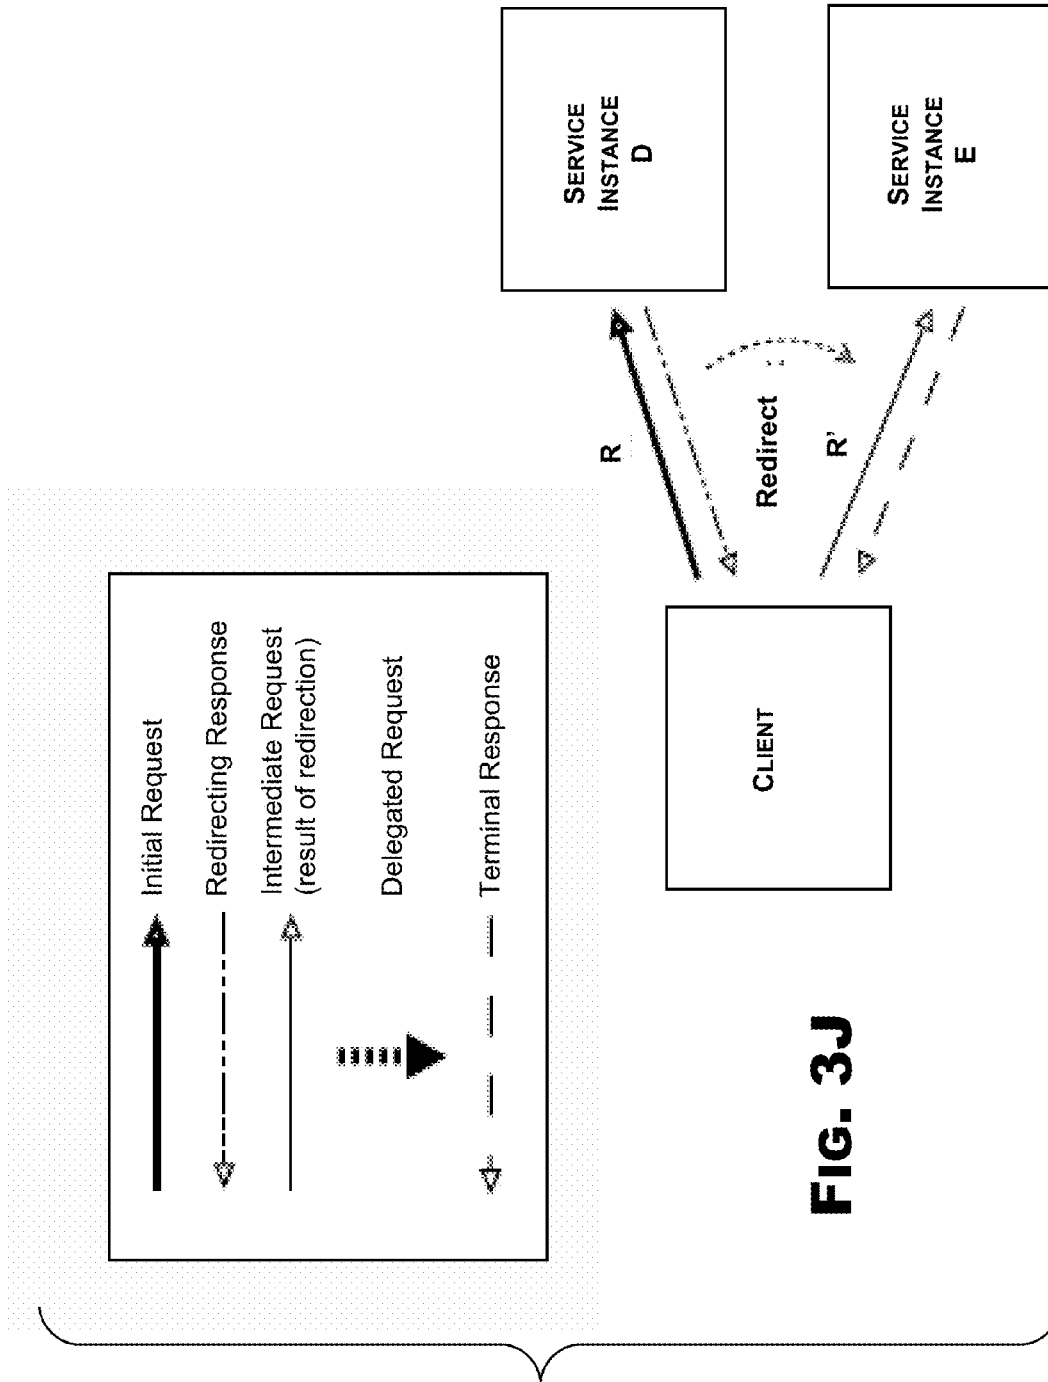 Initial Request
Redirecting Response
Intermediate Request
(result of redirection)
Delegated Request
Terminal Response
CLIENT
R
Redirect
R'
SERVICE
INSTANCE
D
SERVICE
INSTANCE
E
FIG. 3J